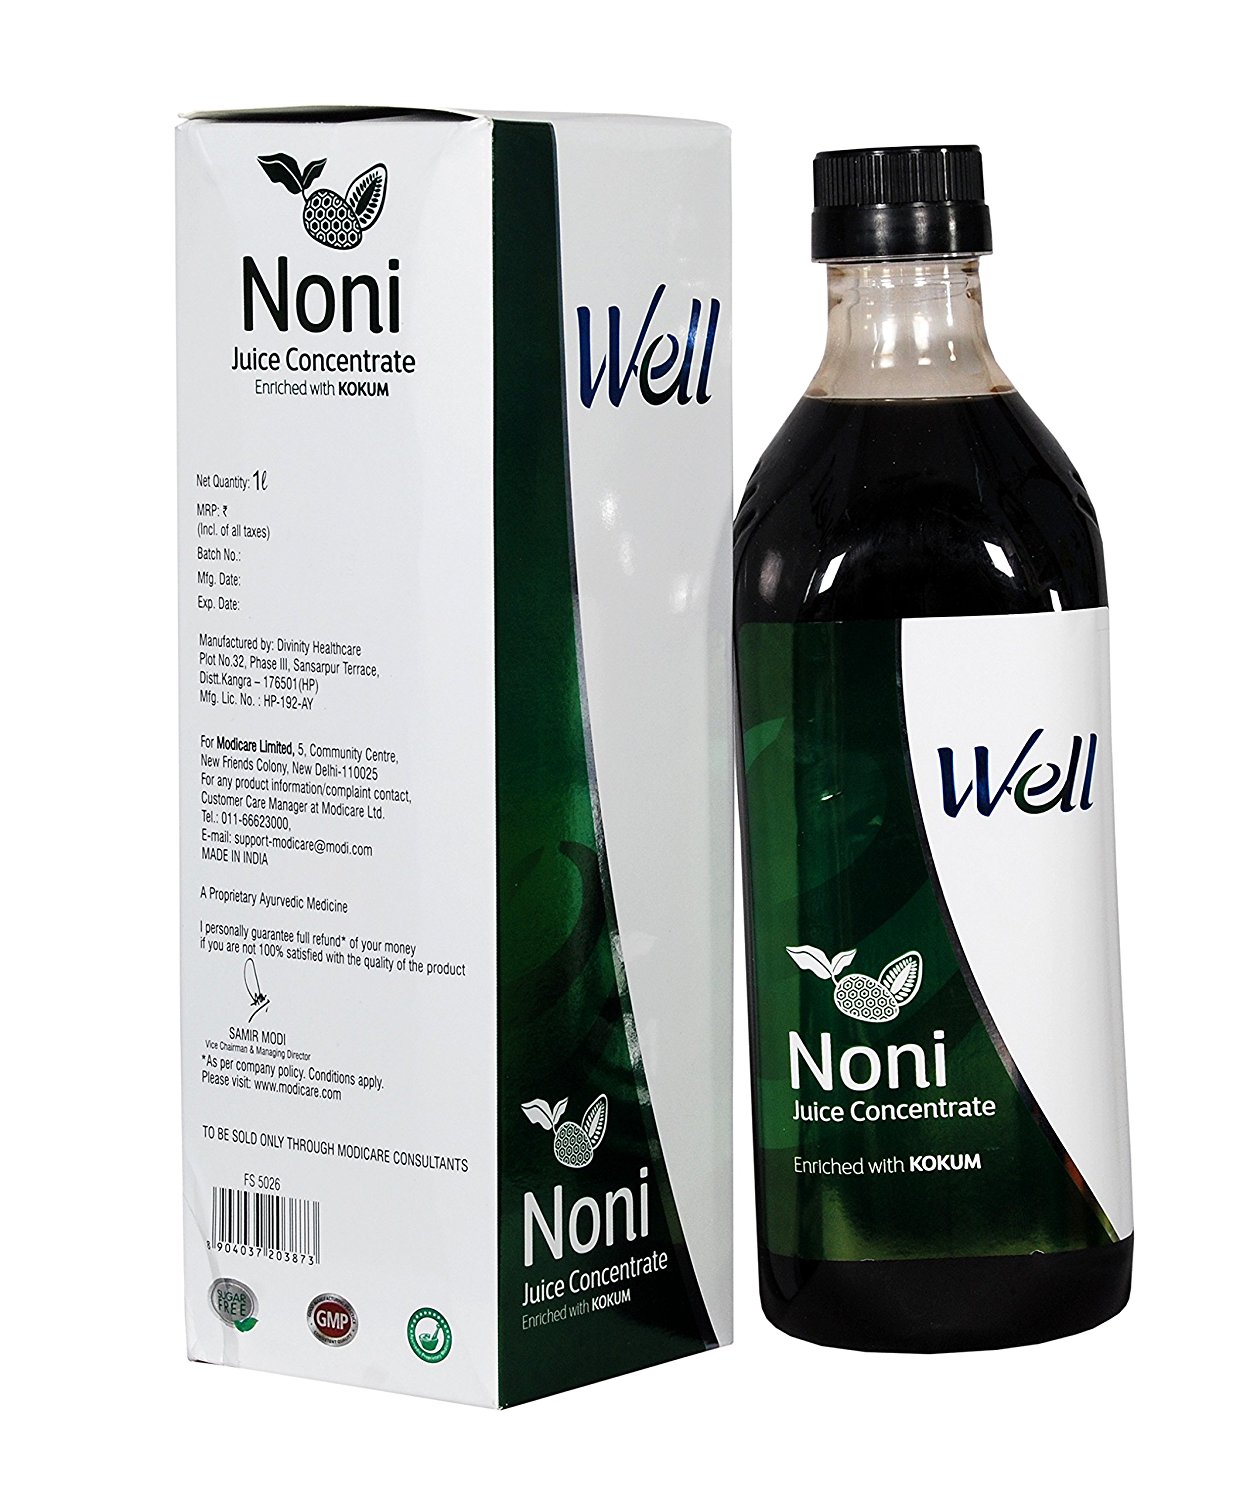 Noni
Juice Concentrate
Enriched with KOKUM
Net Quantity: 1ℓ
MRP: ₹
(Incl. of all taxes)
Batch No.:
Mfg. Date:
Exp. Date:
Manufactured by: Divinity Healthcare
Plot No.32, Phase III, Sansarpur Terrace,
Distt.Kangra – 176501(HP)
Mfg. Lic. No. : HP-192-AY
For Modicare Limited, 5, Community Centre,
New Friends Colony, New Delhi-110025
For any product information/complaint contact,
Customer Care Manager at Modicare Ltd.
Tel.: 011-66623000,
E-mail: support-modicare@modi.com
MADE IN INDIA
A Proprietary Ayurvedic Medicine
I personally guarantee full refund* of your money
if you are not 100% satisfied with the quality of the product
SAMIR MODI
Vice Chairman & Managing Director
*As per company policy. Conditions apply.
Please visit: www.modicare.com
TO BE SOLD ONLY THROUGH MODICARE CONSULTANTS
FS 5026
8 904037 203873
SUGAR
FREE
GMP
Well
Noni
Juice Concentrate
Enriched with KOKUM
Well
Noni
Juice Concentrate
Enriched with KOKUM